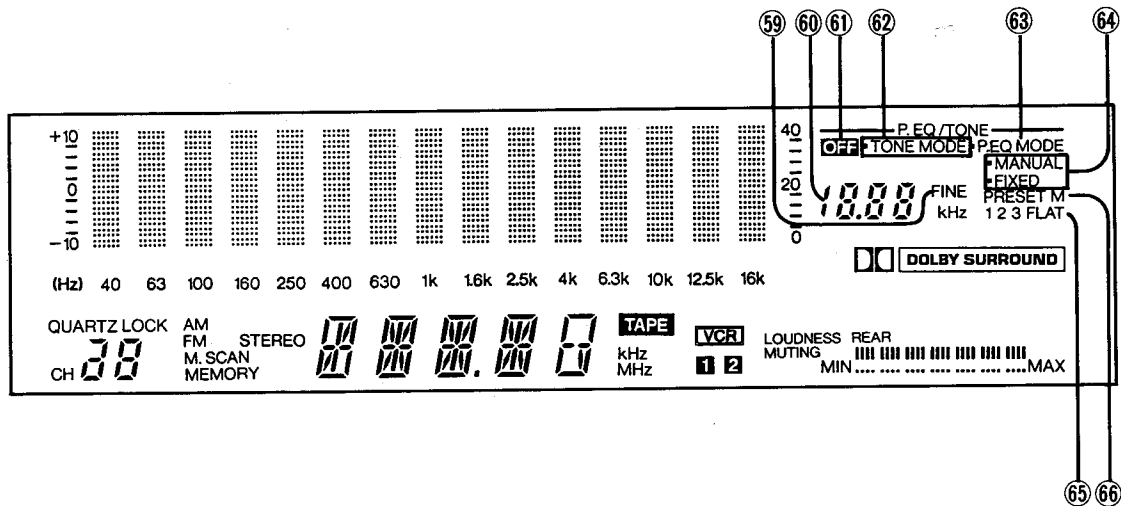 59 60 61 62 63 64
+10
0
−10
40
20
0
P.EQ/TONE
OFF TONE MODE P.EQ MODE
MANUAL
FIXED
18.88 FINE
kHz
PRESET M
1 2 3 FLAT
DOLBY SURROUND
(Hz) 40 63 100 160 250 400 630 1k 1.6k 2.5k 4k 6.3k 10k 12.5k 16k
QUARTZ LOCK
CH 38
AM
FM STEREO
M. SCAN
MEMORY
TAPE
kHz
MHz
VCR
1 2
LOUDNESS REAR
MUTING
MIN MAX
65 66